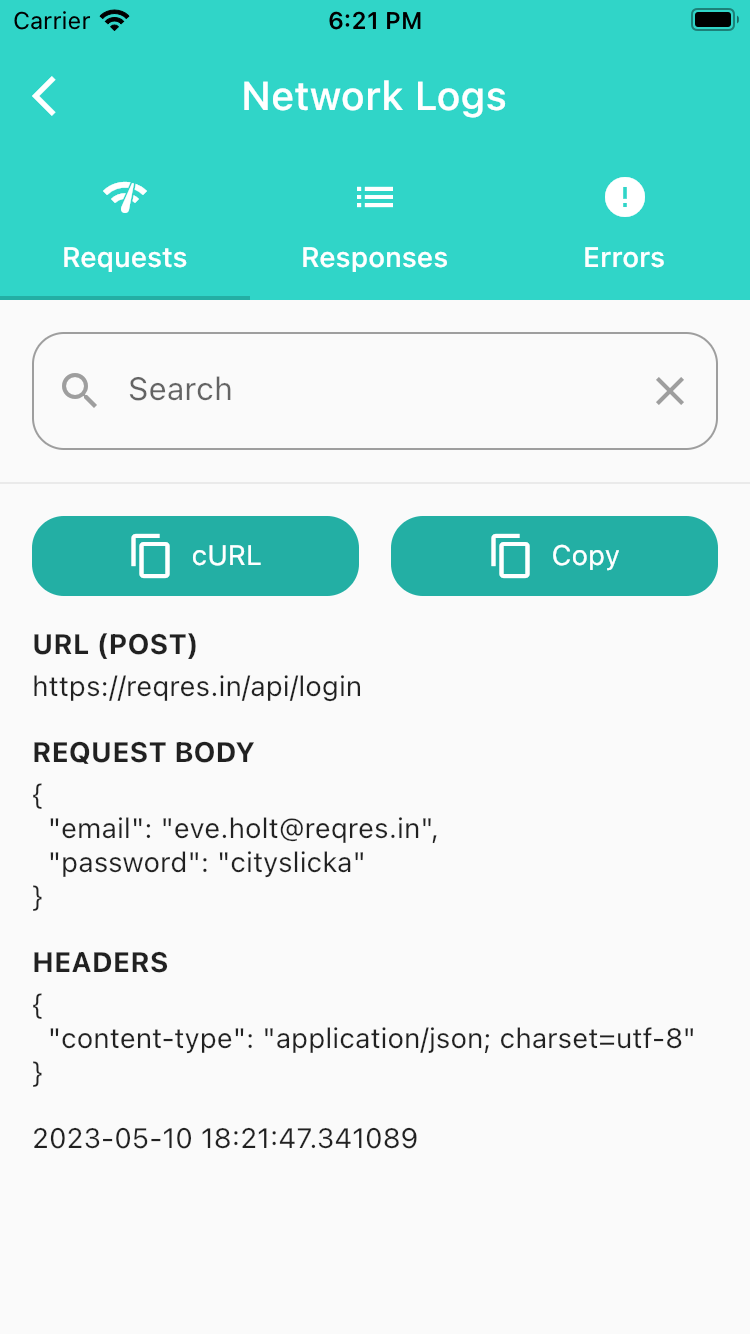 Carrier 6:21 PM
Network Logs
Requests Responses Errors
Search
cURL Copy
URL (POST)
https://reqres.in/api/login
REQUEST BODY
{
  "email": "eve.holt@reqres.in",
  "password": "cityslicka"
}
HEADERS
{
  "content-type": "application/json; charset=utf-8"
}
2023-05-10 18:21:47.341089